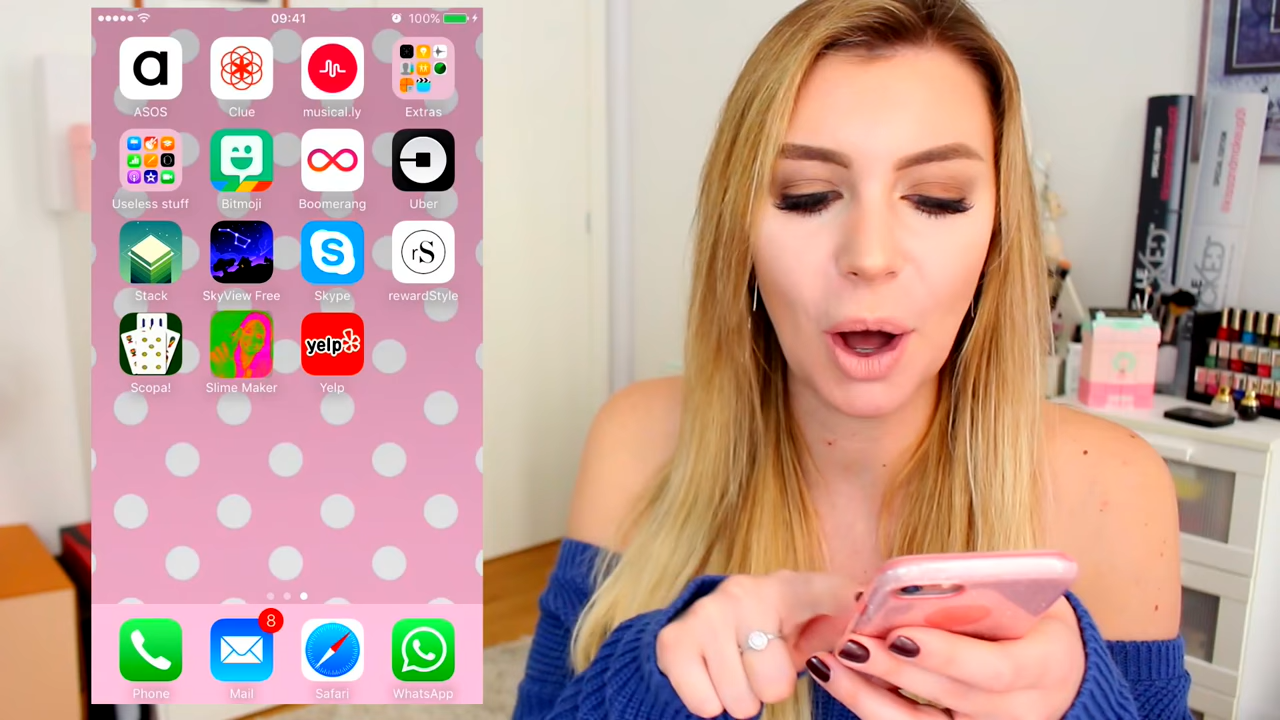 09:41 100%
a
ASOS Clue musical.ly Extras
Useless stuff Bitmoji Boomerang Uber
S rS
Stack SkyView Free Skype rewardStyle
yelp
Scopa! Slime Maker Yelp
8
Phone Mail Safari WhatsApp